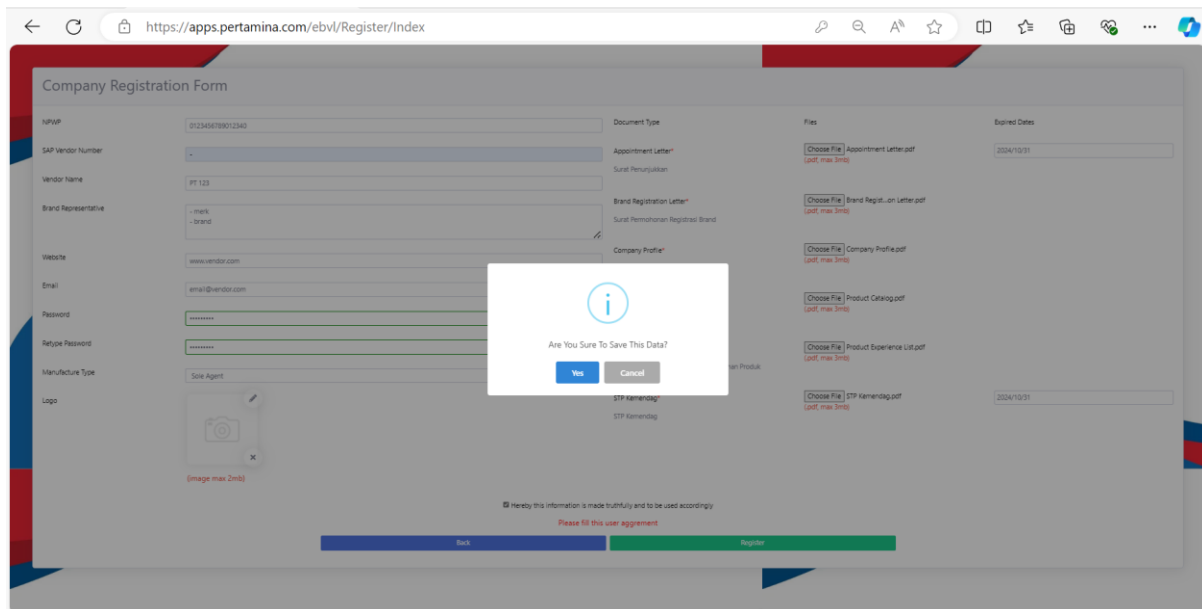 https://apps.pertamina.com/ebvl/Register/Index
Company Registration Form
NPWP
0123456789012340
SAP Vendor Number
-
Vendor Name
PT 123
Brand Representative
- merk
- brand
Website
www.vendor.com
Email
email@vendor.com
Password
•••••••••
Retype Password
•••••••••
Manufacture Type
Sole Agent
Logo
(image max 2mb)
Document Type
Files
Expired Dates
Appointment Letter*
Surat Penunjukkan
Choose File Appointment Letter.pdf
(.pdf, max 3mb)
2024/10/31
Brand Registration Letter*
Surat Permohonan Registrasi Brand
Choose File Brand Regist...on Letter.pdf
(.pdf, max 3mb)
Company Profile*
Choose File Company Profile.pdf
(.pdf, max 3mb)
Choose File Product Catalog.pdf
(.pdf, max 3mb)
Choose File Product Experience List.pdf
(.pdf, max 3mb)
Produk
STP Kemendag*
STP Kemendag
Choose File STP Kemendag.pdf
(.pdf, max 3mb)
2024/10/31
i
Are You Sure To Save This Data?
Yes
Cancel
Hereby this information is made truthfully and to be used accordingly
Please fill this user aggrement
Back
Register